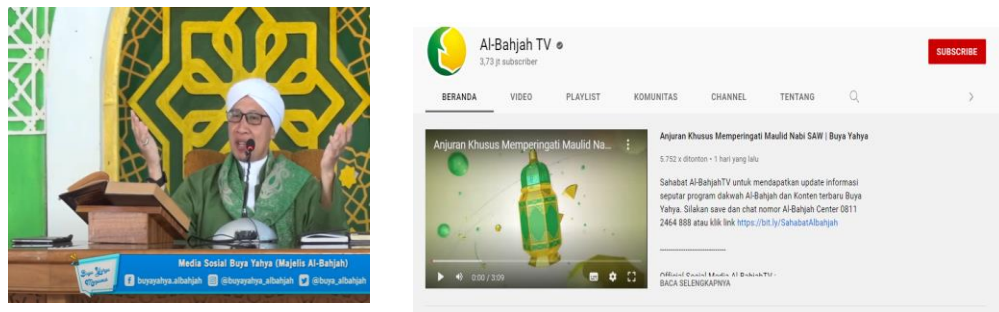 Media Sosial Buya Yahya (Majelis Al-Bahjah)
Buya Yahya
buyayahya.albahjah @buyayahya_albahjah @buya_albahjah
Al-Bahjah TV
3,73 jt subscriber
SUBSCRIBE
BERANDA VIDEO PLAYLIST KOMUNITAS CHANNEL TENTANG
Anjuran Khusus Memperingati Maulid Na...
0:00 / 3:09
Anjuran Khusus Memperingati Maulid Nabi SAW | Buya Yahya
5.752 x ditonton • 1 hari yang lalu
Sahabat Al-BahjahTV untuk mendapatkan update informasi
seputar program dakwah Al-Bahjah dan Konten terbaru Buya
Yahya. Silakan save dan chat nomor Al-Bahjah Center 0811
2464 888 atau klik link https://bit.ly/SahabatAlbahjah
Official Social Media Al-BahjahTV :
BACA SELENGKAPNYA